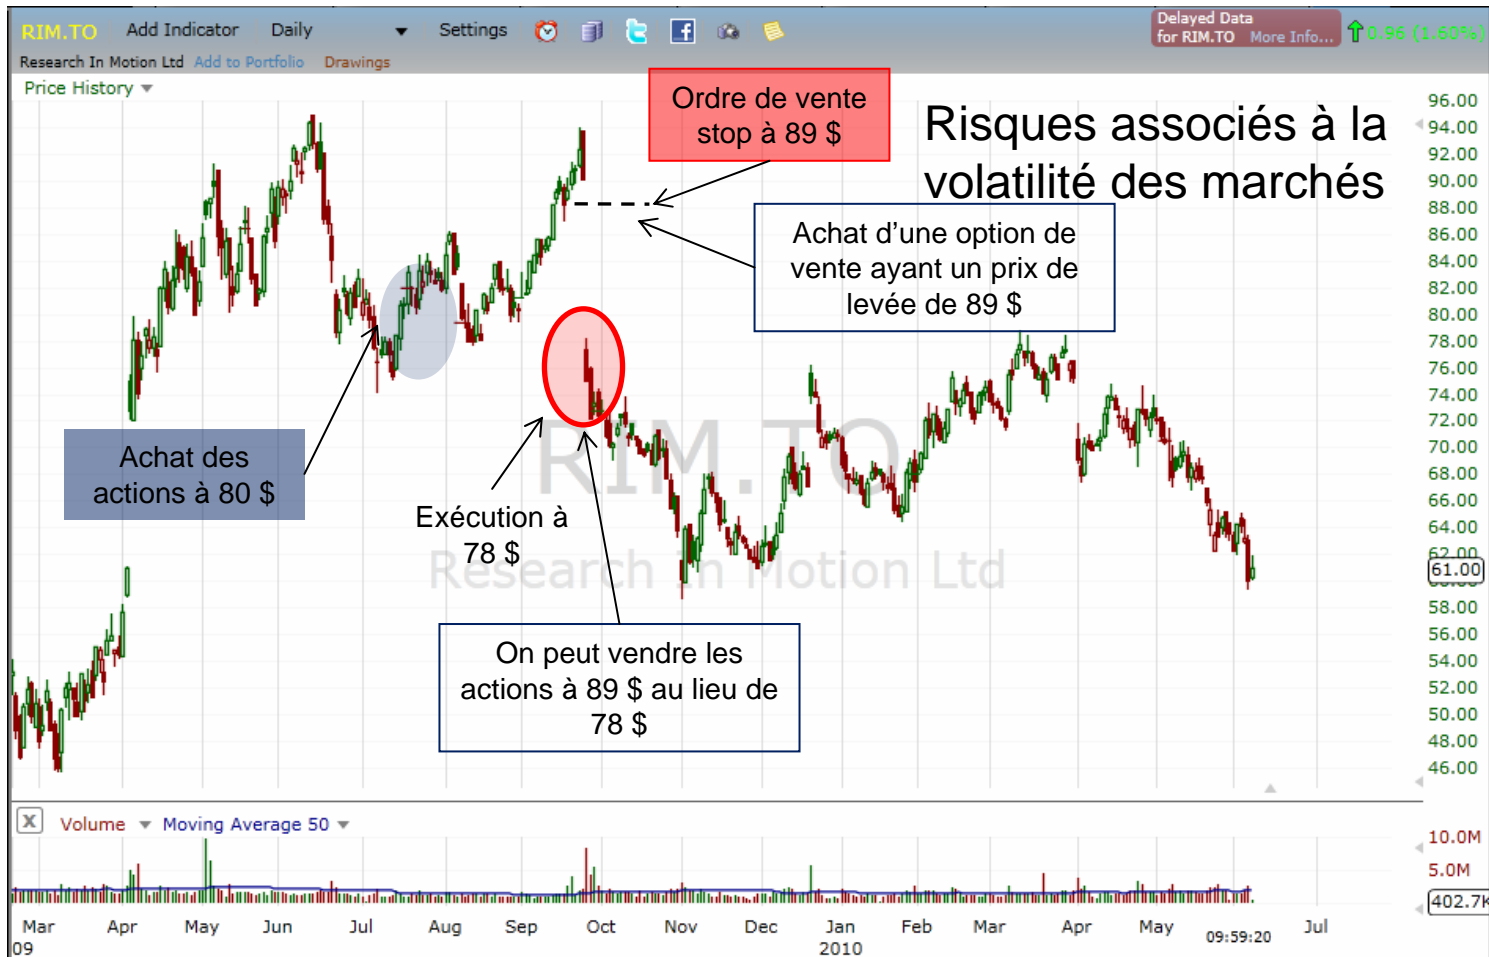 RIM.TO Add Indicator Daily Settings
Delayed Data
for RIM.TO More Info...
0.96 (1.60%)
Research In Motion Ltd Add to Portfolio Drawings
Price History
Risques associés à la
volatilité des marchés
Ordre de vente
stop à 89 $
Achat d'une option de
vente ayant un prix de
levée de 89 $
Achat des
actions à 80 $
Exécution à
78 $
On peut vendre les
actions à 89 $ au lieu de
78 $
RIM.TO
Research In Motion Ltd
96.00
94.00
92.00
90.00
88.00
86.00
84.00
82.00
80.00
78.00
76.00
74.00
72.00
70.00
68.00
66.00
64.00
62.00
61.00
58.00
56.00
54.00
52.00
50.00
48.00
46.00
X Volume Moving Average 50
10.0M
5.0M
402.7K
Mar Apr May Jun Jul Aug Sep Oct Nov Dec Jan Feb Mar Apr May 09:59:20 Jul
09 2010